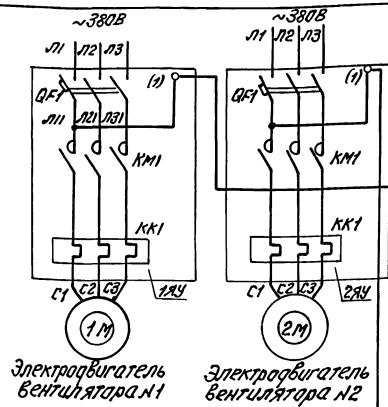 ~380В
Л1 Л2 Л3
(1)
QF1
Л11 Л21 Л31
КМ1
КК1
С1 С2 С3
1ЯУ
1М
Электродвигатель
вентилятора №1
~380В
Л1 Л2 Л3
(1)
QF1
КМ1
КК1
С1 С2 С3
2ЯУ
2М
Электродвигатель
вентилятора №2